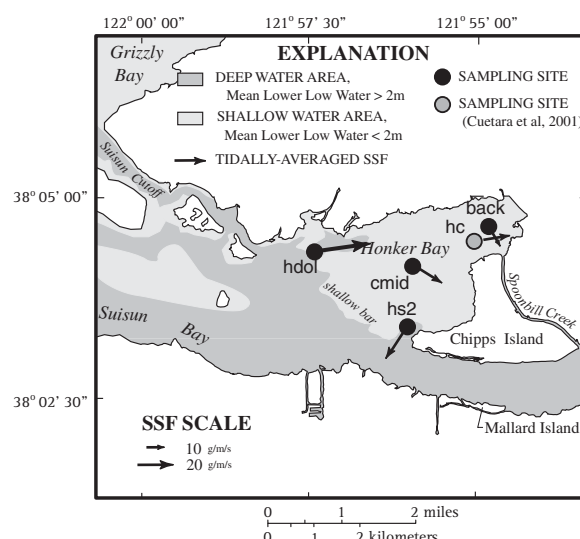 122° 00' 00"
121° 57' 30"
121° 55' 00"
Grizzly
Bay
EXPLANATION
DEEP WATER AREA,
Mean Lower Low Water > 2m
SHALLOW WATER AREA,
Mean Lower Low Water < 2m
TIDALLY-AVERAGED SSF
SAMPLING SITE
SAMPLING SITE
(Cuetara et al, 2001)
Suisun Cutoff
38° 05' 00"
back
hc
Honker Bay
hdol
cmid
shallow bar
hs2
Spoonbill Creek
Suisun
Bay
Chipps Island
38° 02' 30"
SSF SCALE
10 g/m/s
20 g/m/s
Mallard Island
0 1 2 miles
0 1 2 kilometers